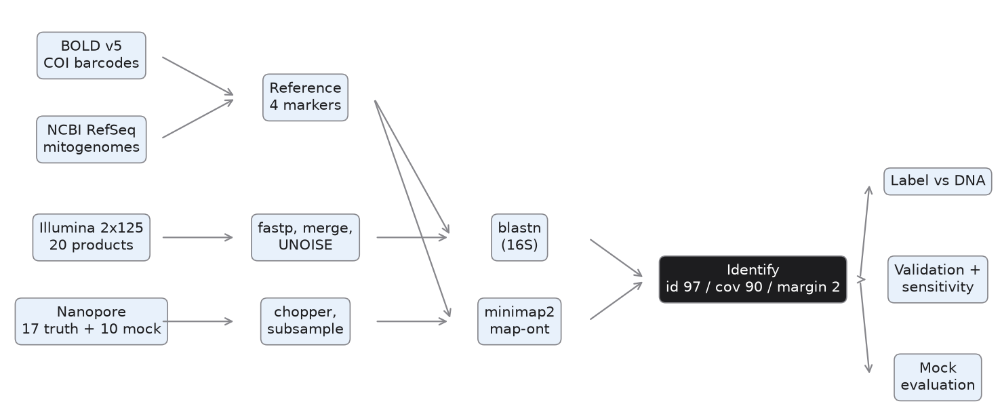 BOLD v5
COI barcodes
NCBI RefSeq
mitogenomes
Reference
4 markers
Illumina 2x125
20 products
fastp, merge,
UNOISE
blastn
(16S)
Nanopore
17 truth + 10 mock
chopper,
subsample
minimap2
map-ont
Identify
id 97 / cov 90 / margin 2
Label vs DNA
Validation +
sensitivity
Mock
evaluation